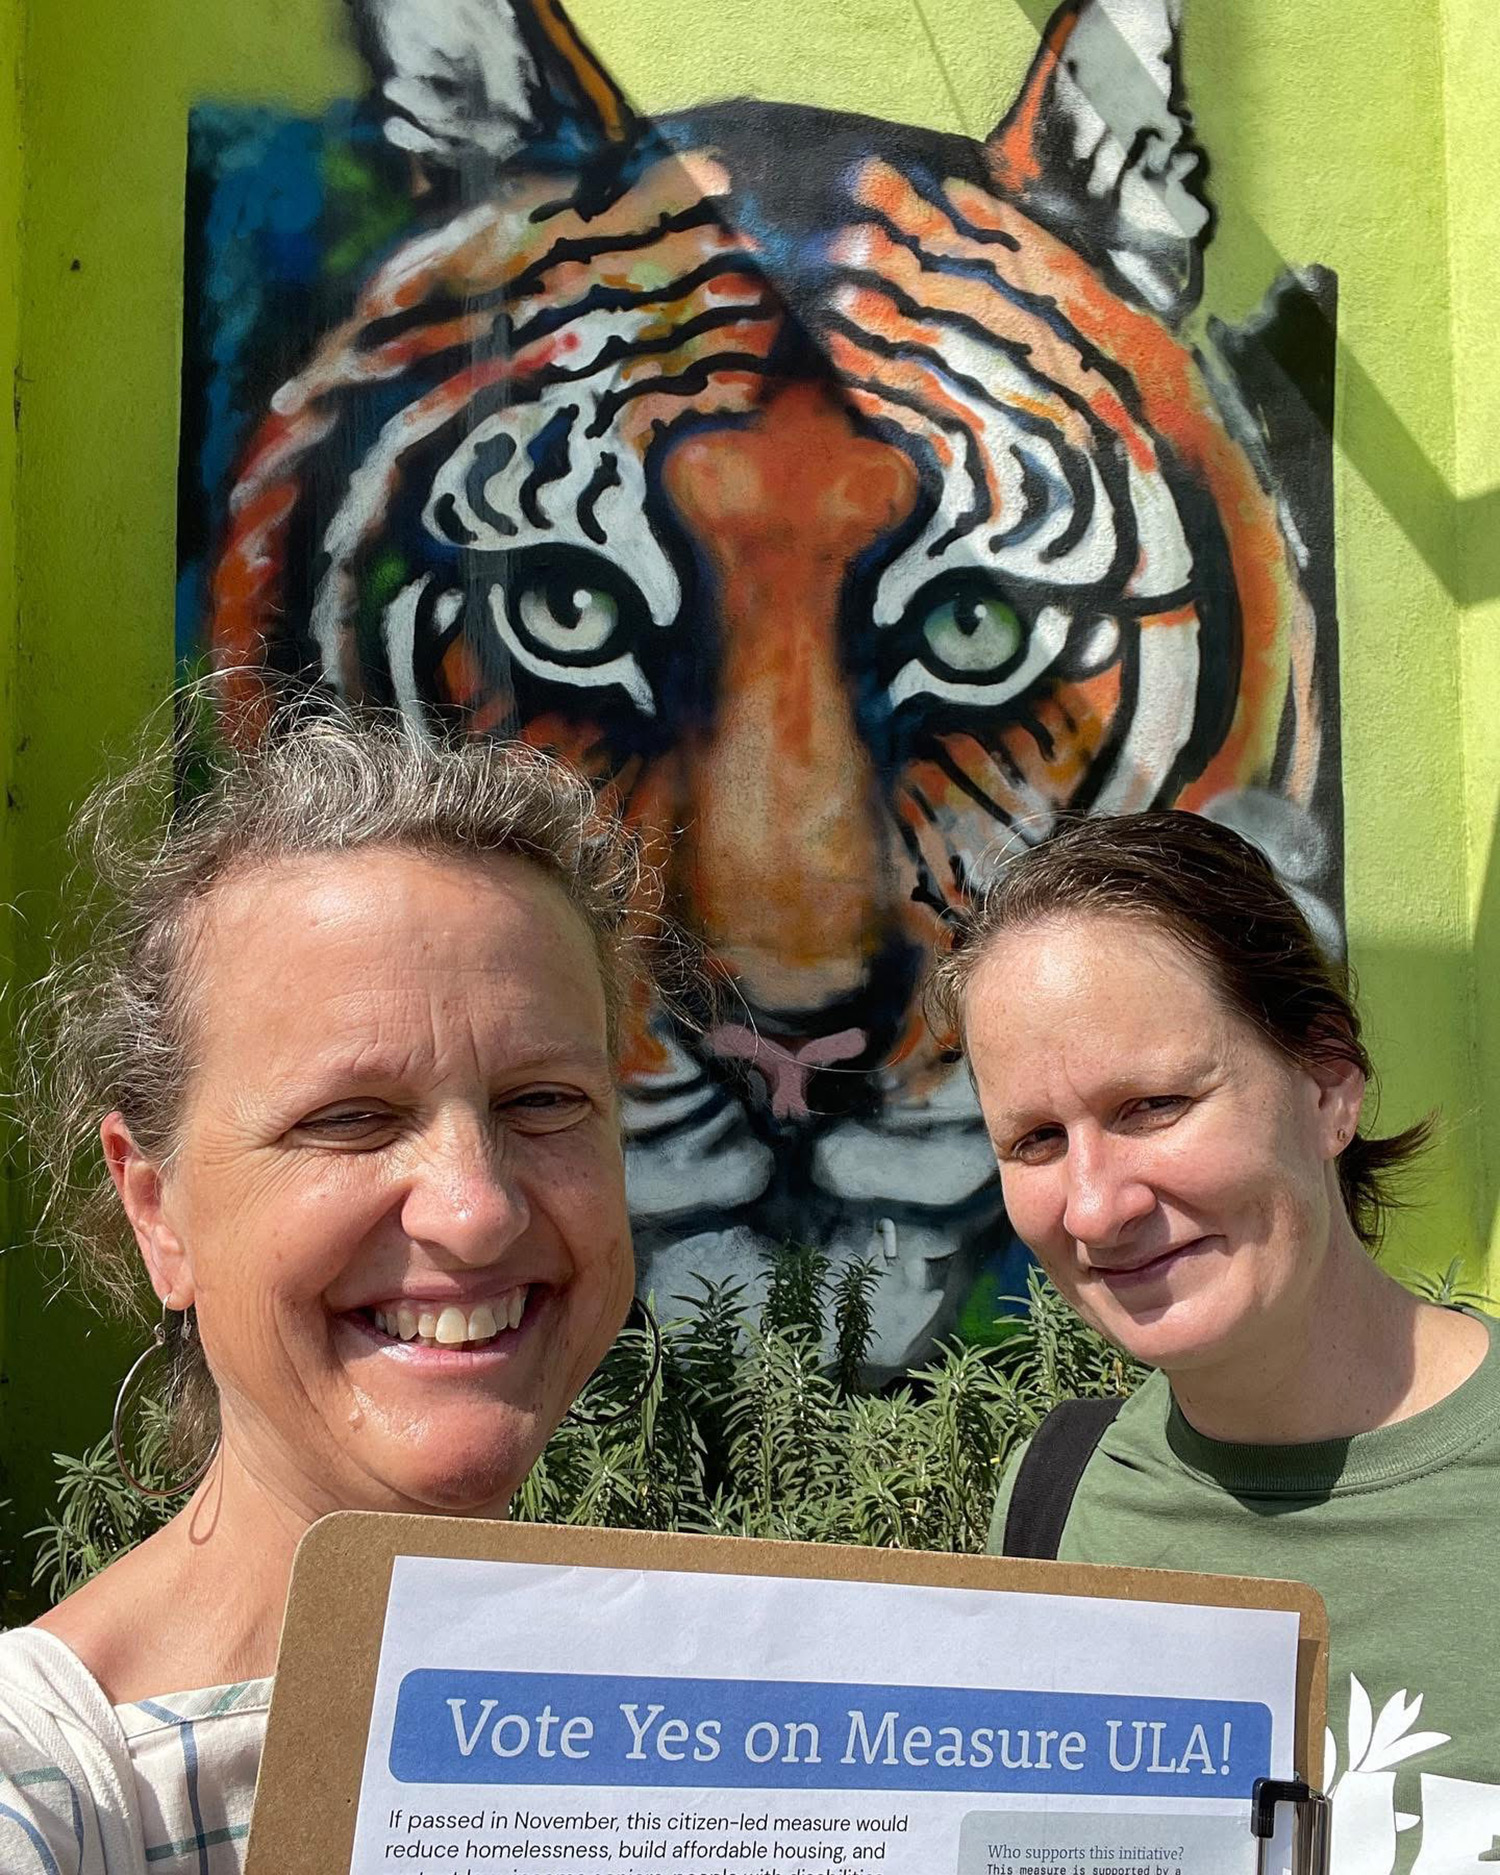 Vote Yes on Measure ULA!
If passed in November, this citizen-led measure would
reduce homelessness, build affordable housing, and
Who supports this initiative?
This measure is supported by a